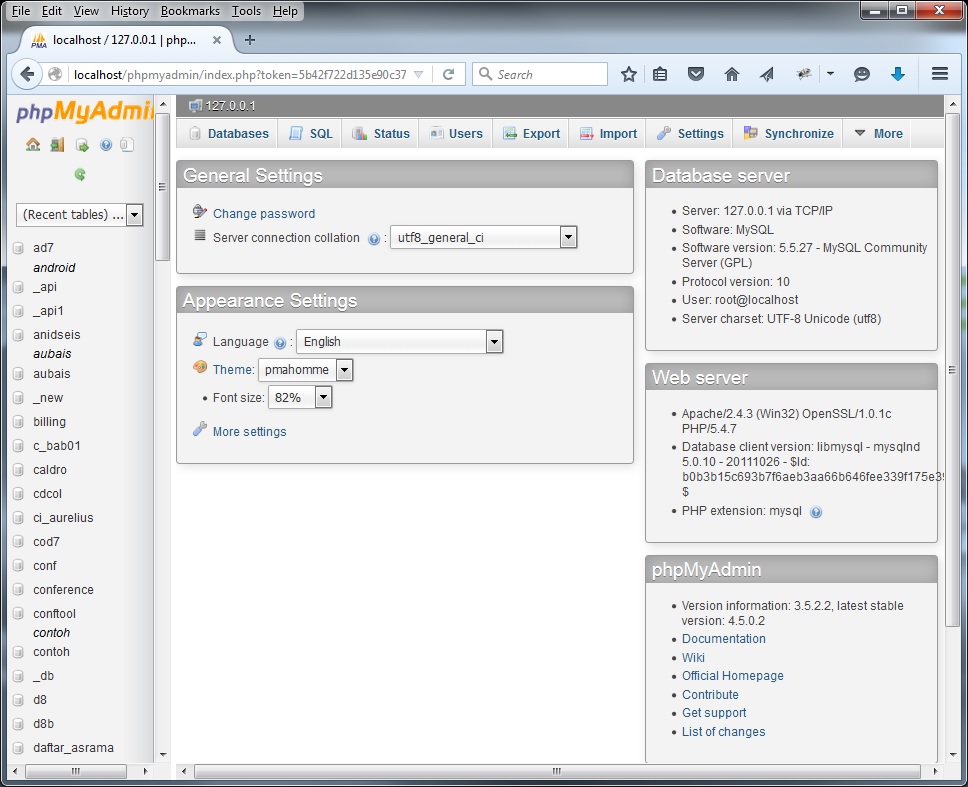 File Edit View History Bookmarks Tools Help
PMA localhost / 127.0.0.1 | php...
localhost/phpmyadmin/index.php?token=5b42f722d135e90c37 Search
phpMyAdmi
(Recent tables) ...
ad7
android
_api
_api1
anidseis
aubais
aubais
_new
billing
c_bab01
caldro
cdcol
ci_aurelius
cod7
conf
conference
conftool
contoh
contoh
_db
d8
d8b
daftar_asrama
127.0.0.1
Databases SQL Status Users Export Import Settings Synchronize More
General Settings
Change password
Server connection collation : utf8_general_ci
Appearance Settings
Language : English
Theme: pmahomme
• Font size: 82%
More settings
Database server
• Server: 127.0.0.1 via TCP/IP
• Software: MySQL
• Software version: 5.5.27 - MySQL Community
Server (GPL)
• Protocol version: 10
• User: root@localhost
• Server charset: UTF-8 Unicode (utf8)
Web server
• Apache/2.4.3 (Win32) OpenSSL/1.0.1c
PHP/5.4.7
• Database client version: libmysql - mysqlnd
5.0.10 - 20111026 - $Id:
b0b3b15c693b7f6aeb3aa66b646fee339f175e39
$
• PHP extension: mysql
phpMyAdmin
• Version information: 3.5.2.2, latest stable
version: 4.5.0.2
• Documentation
• Wiki
• Official Homepage
• Contribute
• Get support
• List of changes